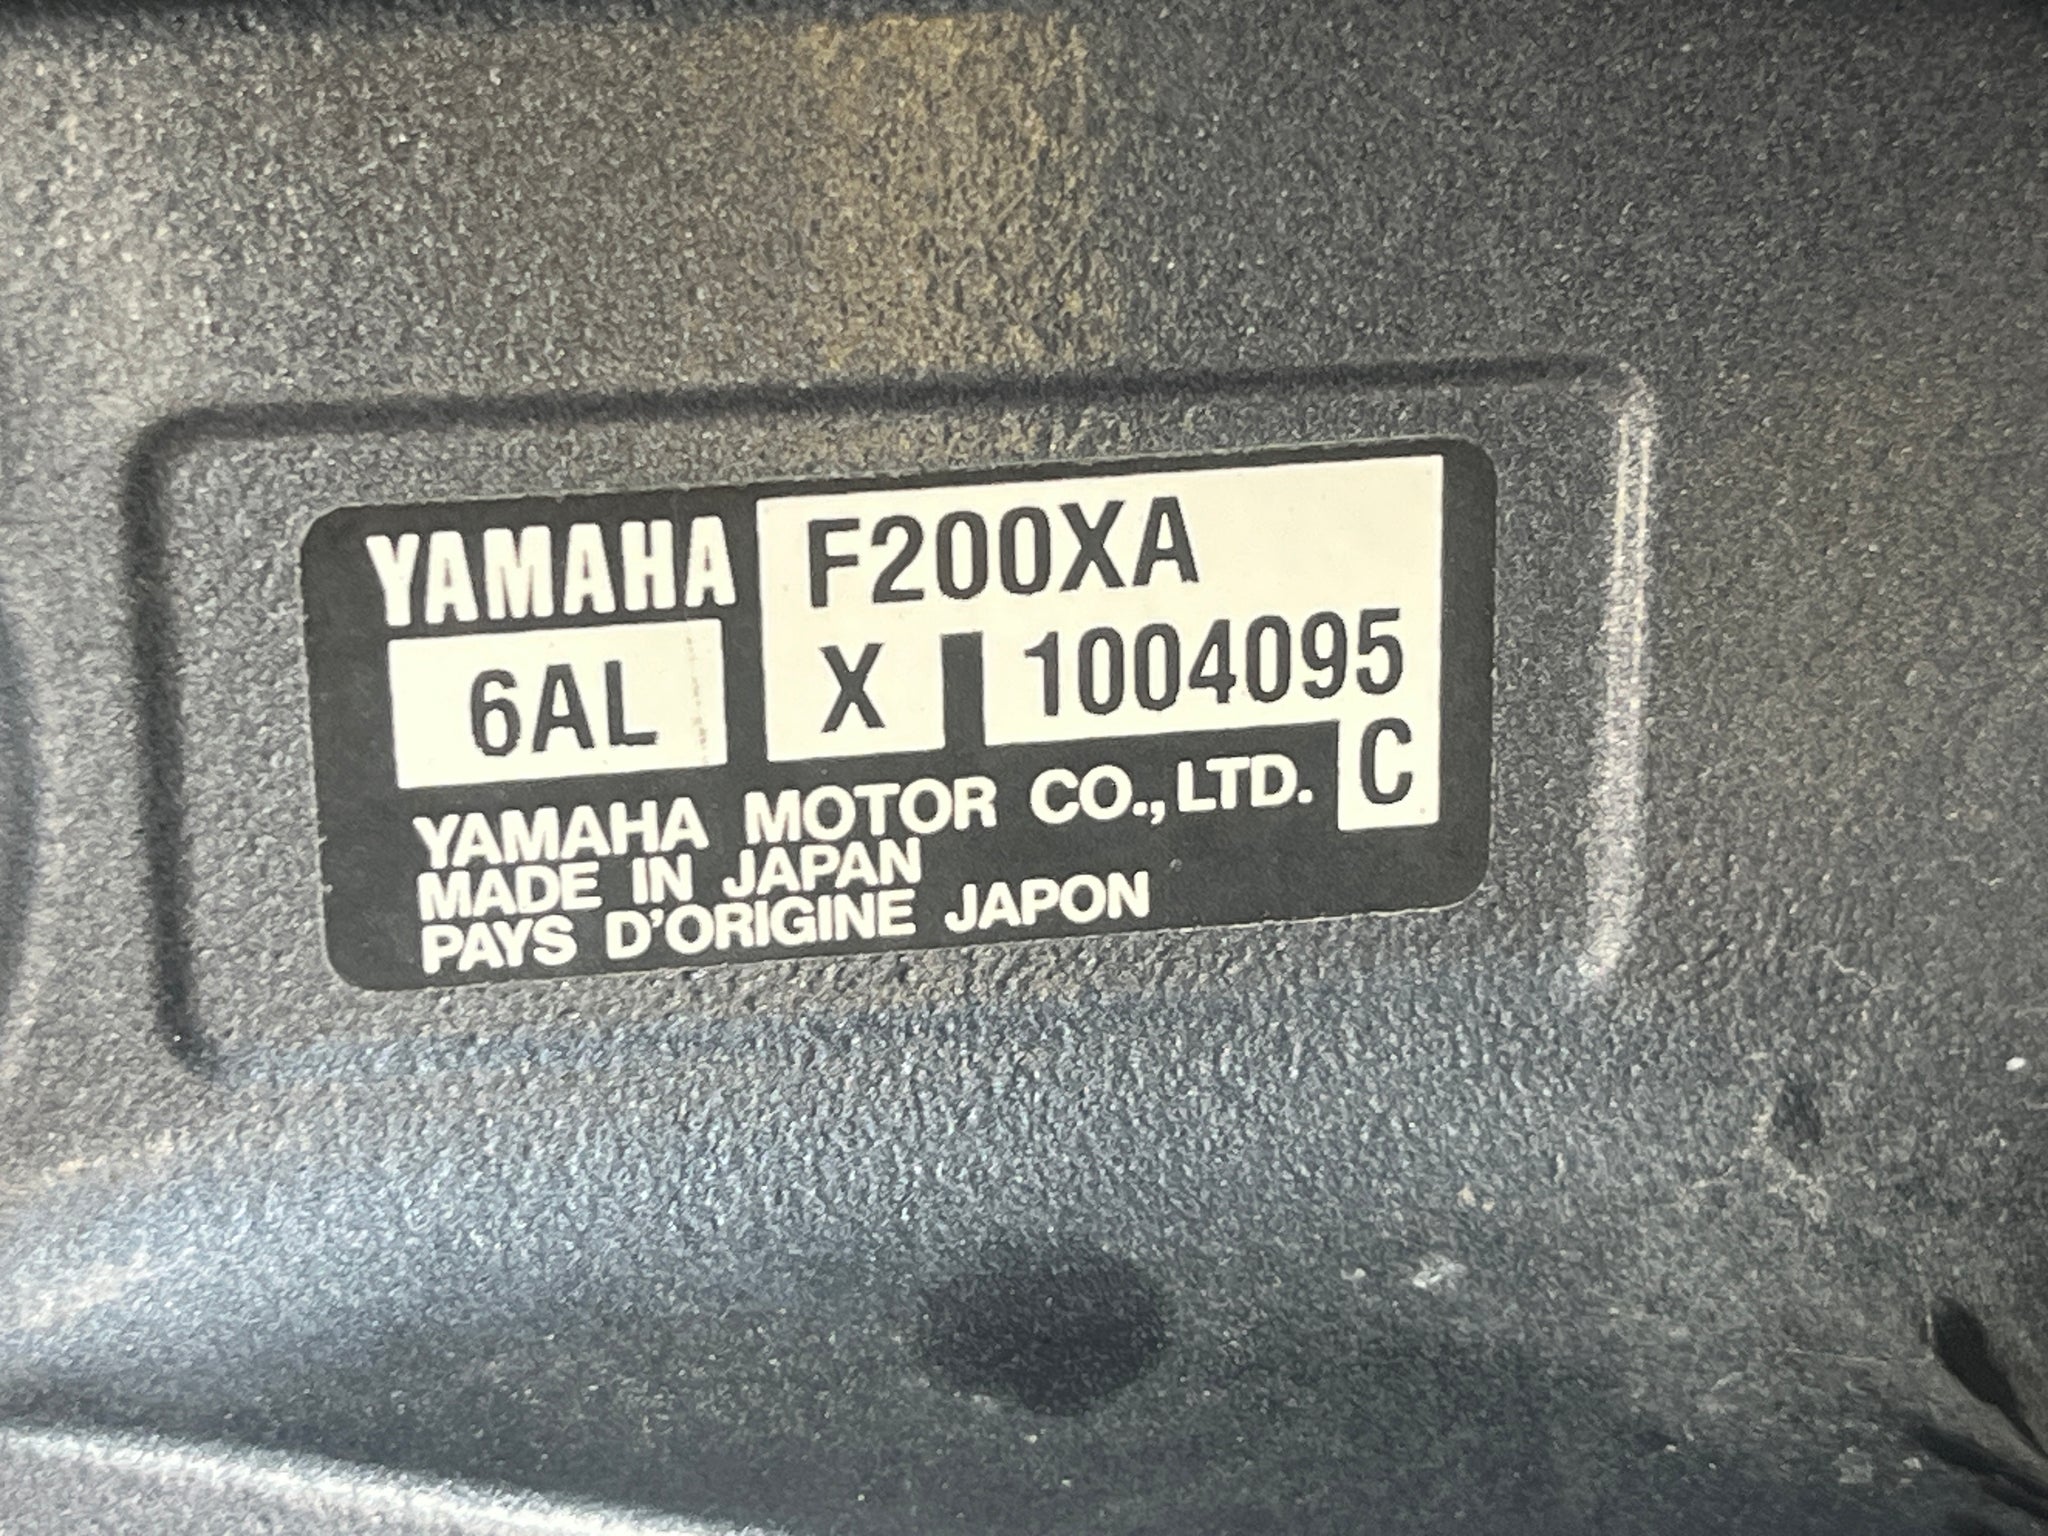 YAMAHA F200XA
6AL X 1004095
YAMAHA MOTOR CO.,LTD. C
MADE IN JAPAN
PAYS D'ORIGINE JAPON